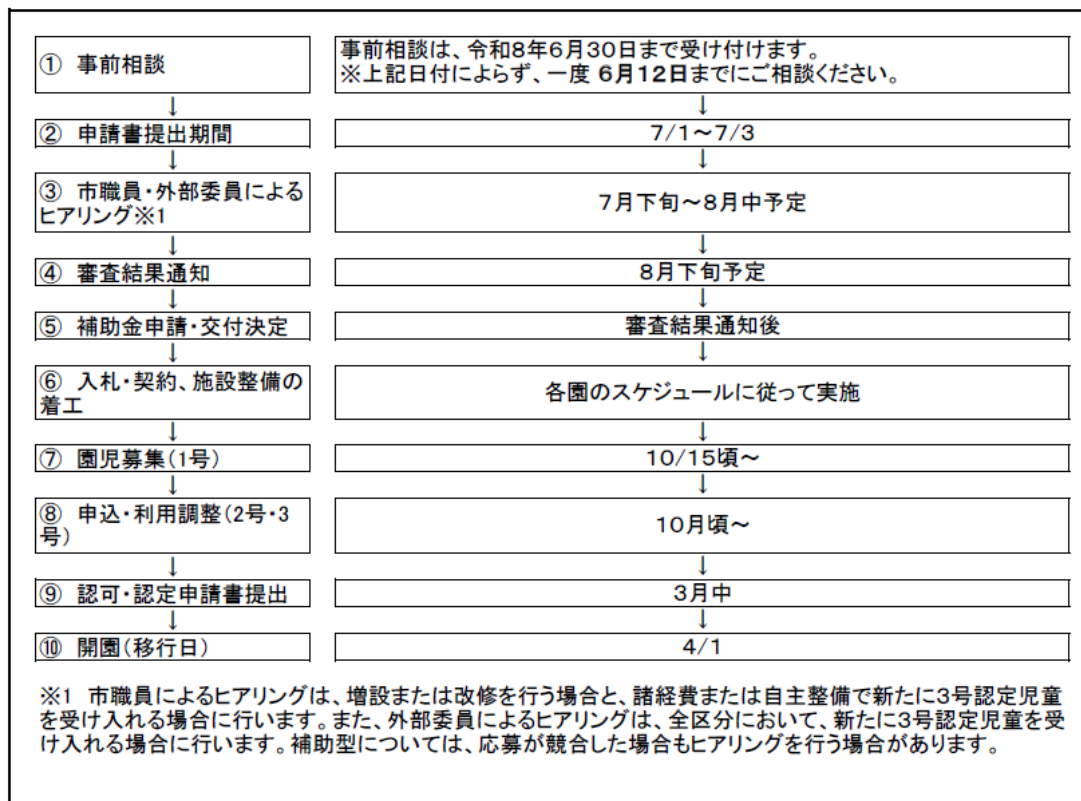 ① 事前相談
事前相談は、令和8年6月30日まで受け付けます。
※上記日付によらず、一度 6月12日までにご相談ください。
↓ ↓
② 申請書提出期間
7/1～7/3
↓ ↓
③ 市職員・外部委員による
ヒアリング※1
7月下旬～8月中予定
↓ ↓
④ 審査結果通知
8月下旬予定
↓ ↓
⑤ 補助金申請・交付決定
審査結果通知後
↓ ↓
⑥ 入札・契約、施設整備の
着工
各園のスケジュールに従って実施
↓ ↓
⑦ 園児募集(1号)
10/15頃～
↓ ↓
⑧ 申込・利用調整(2号・3
号)
10月頃～
↓ ↓
⑨ 認可・認定申請書提出
3月中
↓ ↓
⑩ 開園(移行日)
4/1
※1 市職員によるヒアリングは、増設または改修を行う場合と、諸経費または自主整備で新たに3号認定児童
を受け入れる場合に行います。また、外部委員によるヒアリングは、全区分において、新たに3号認定児童を受
け入れる場合に行います。補助型については、応募が競合した場合もヒアリングを行う場合があります。